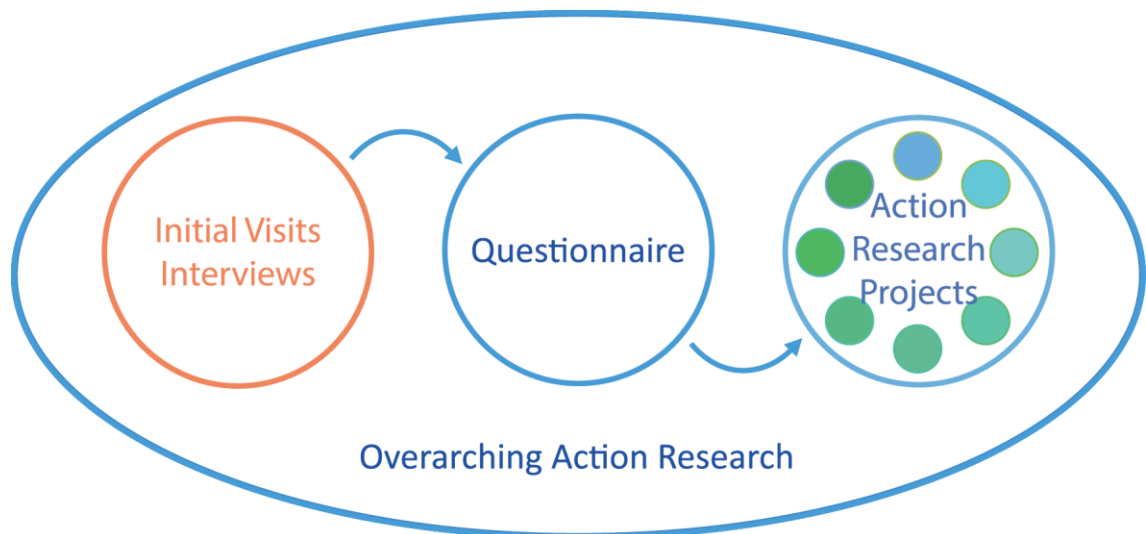 Initial Visits
Interviews
Questionnaire
Action
Research
Projects
Overarching Action Research